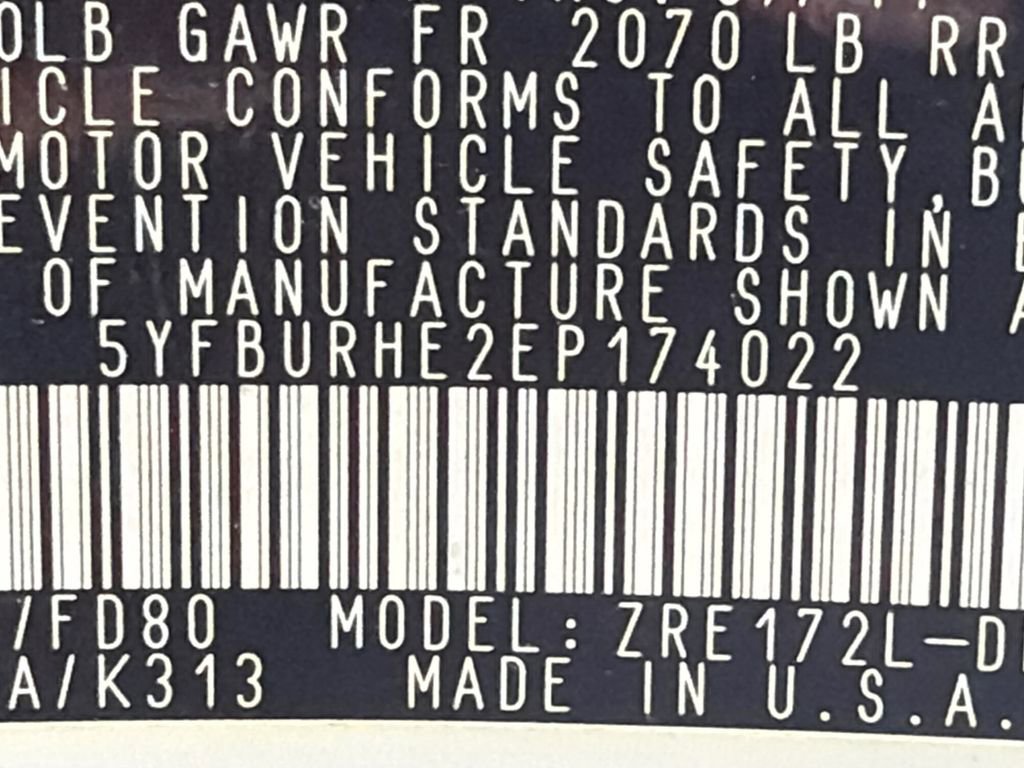 OLB GAWR FR 2070 LB RR
ICLE CONFORMS TO ALL A
MOTOR VEHICLE SAFETY, B
EVENTION STANDARDS IN
OF MANUFACTURE SHOWN A
5YFBURHE2EP174022
/FD80 MODEL: ZRE172L-D
A/K313 MADE IN U.S.A.